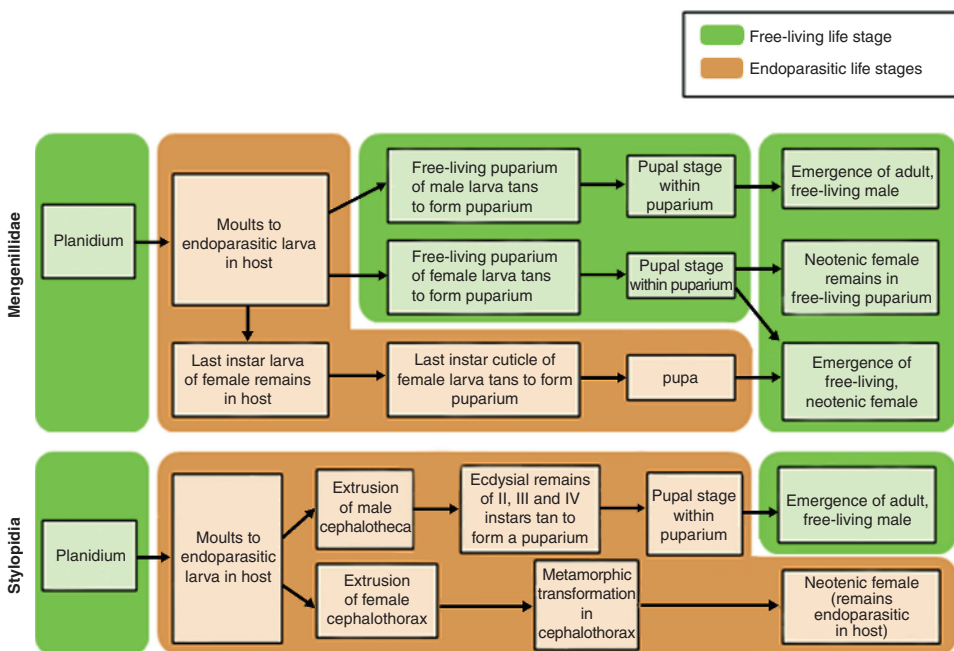 Free-living life stage
Endoparasitic life stages
Mengenillidae
Planidium
Moults to
endoparasitic larva
in host
Free-living puparium
of male larva tans
to form puparium
Pupal stage
within
puparium
Emergence of adult,
free-living male
Free-living puparium
of female larva tans
to form puparium
Pupal stage
within puparium
Neotenic female
remains in
free-living puparium
Last instar larva
of female remains
in host
Last instar cuticle of
female larva tans to form
puparium
pupa
Emergence of
free-living,
neotenic female
Stylopidia
Planidium
Moults to
endoparasitic
larva in host
Extrusion
of male
cephalotheca
Ecdysial remains
of II, III and IV
instars tan to
form a puparium
Pupal stage
within
puparium
Emergence of adult,
free-living male
Extrusion
of female
cephalothorax
Metamorphic
transformation
in
cephalothorax
Neotenic female
(remains
endoparasitic
in host)